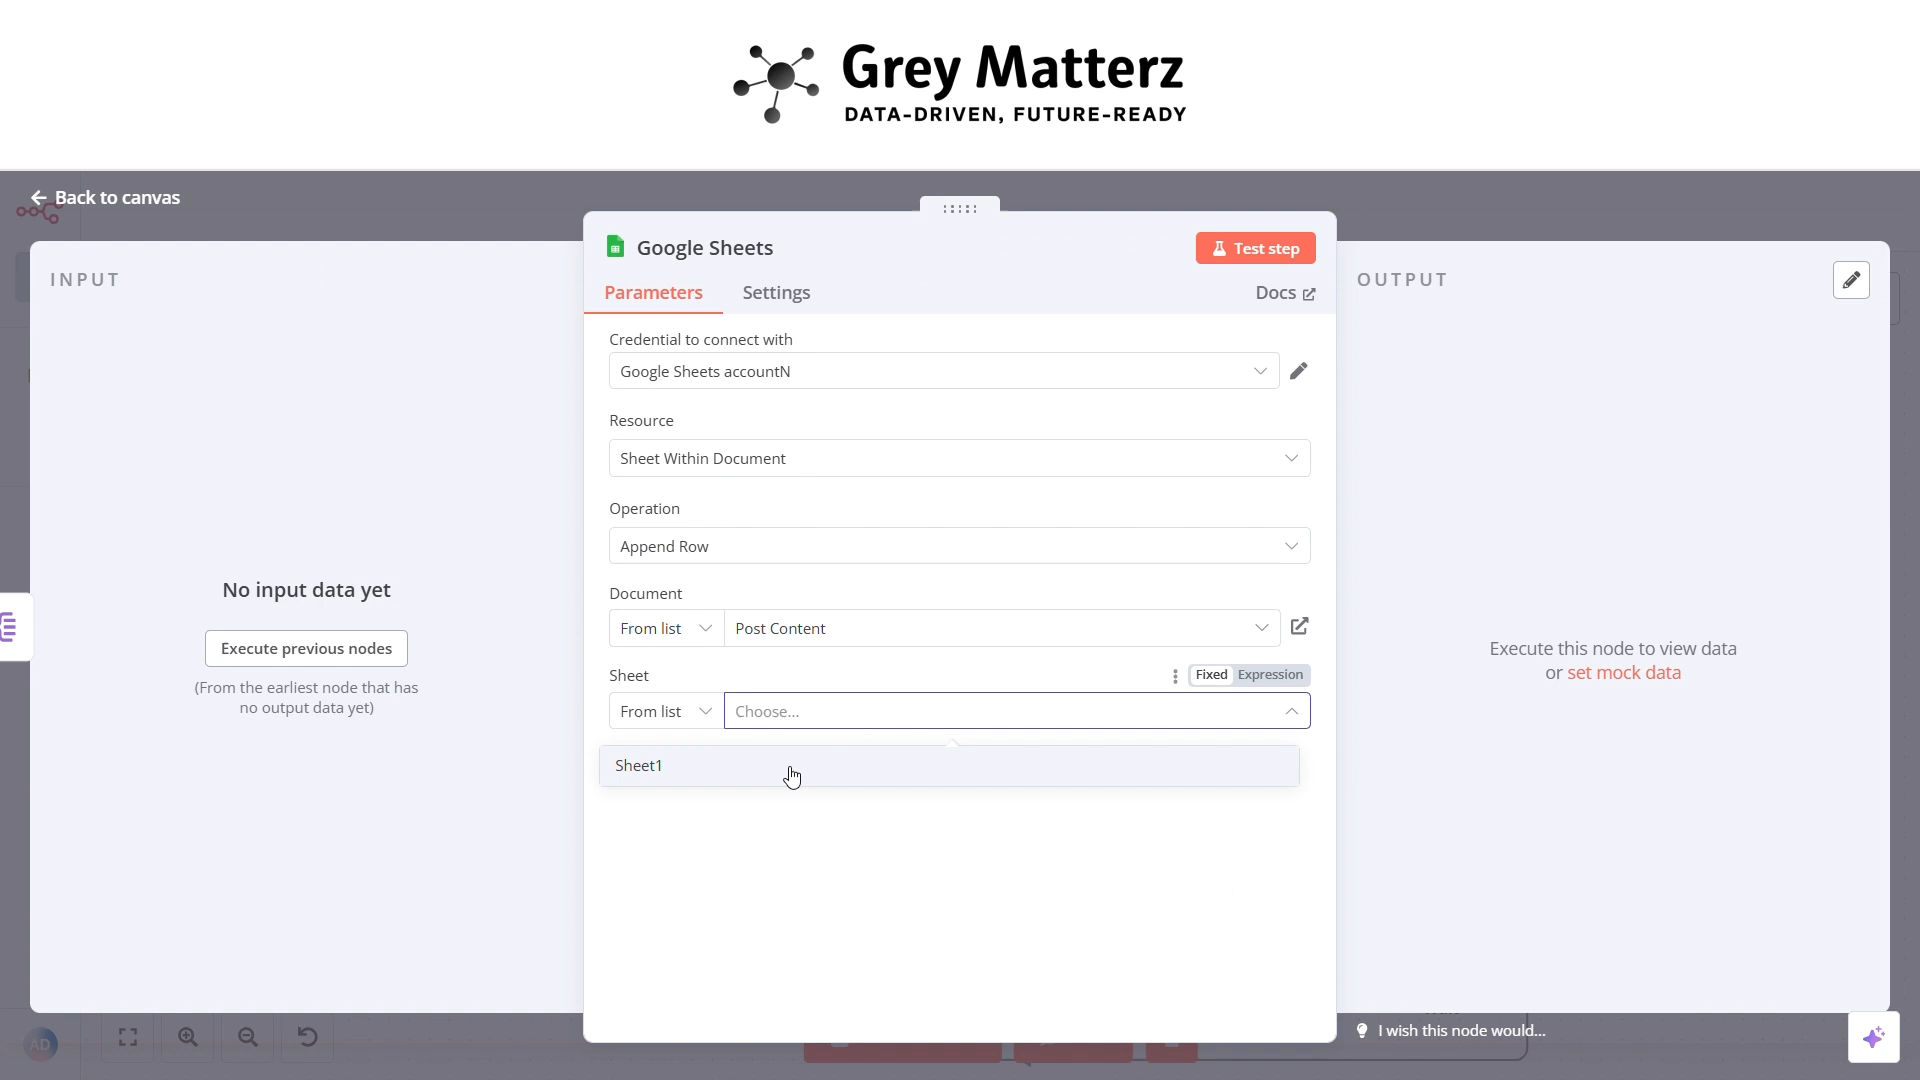 Grey Matterz
DATA-DRIVEN, FUTURE-READY
Back to canvas
INPUT
Google Sheets
Test step
OUTPUT
Parameters
Settings
Docs
Credential to connect with
Google Sheets accountN
Resource
Sheet Within Document
Operation
Append Row
No input data yet
Document
From list
Post Content
Execute previous nodes
Execute this node to view data
or set mock data
(From the earliest node that has
no output data yet)
Sheet
Fixed
Expression
From list
Choose...
Sheet1
AD
I wish this node would...